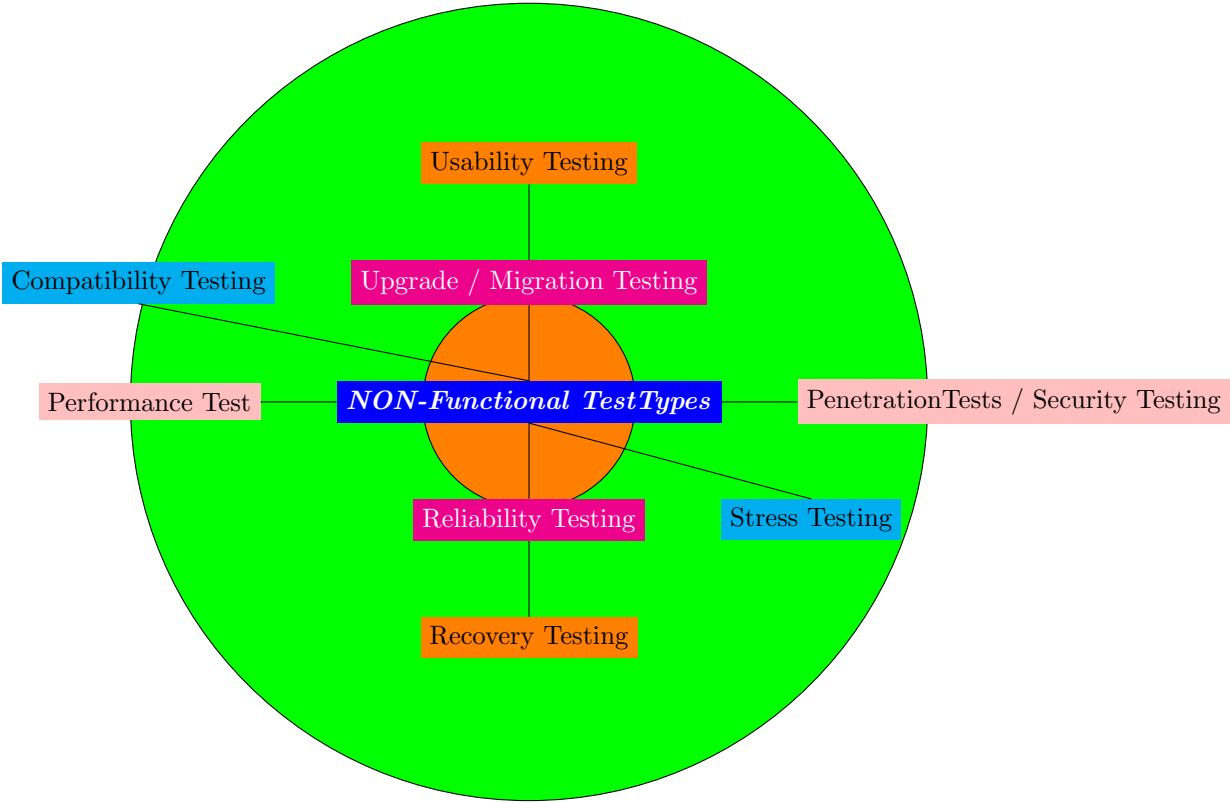 Usability Testing
Compatibility Testing
Upgrade / Migration Testing
Performance Test
NON-Functional TestTypes
PenetrationTests / Security Testing
Reliability Testing
Stress Testing
Recovery Testing